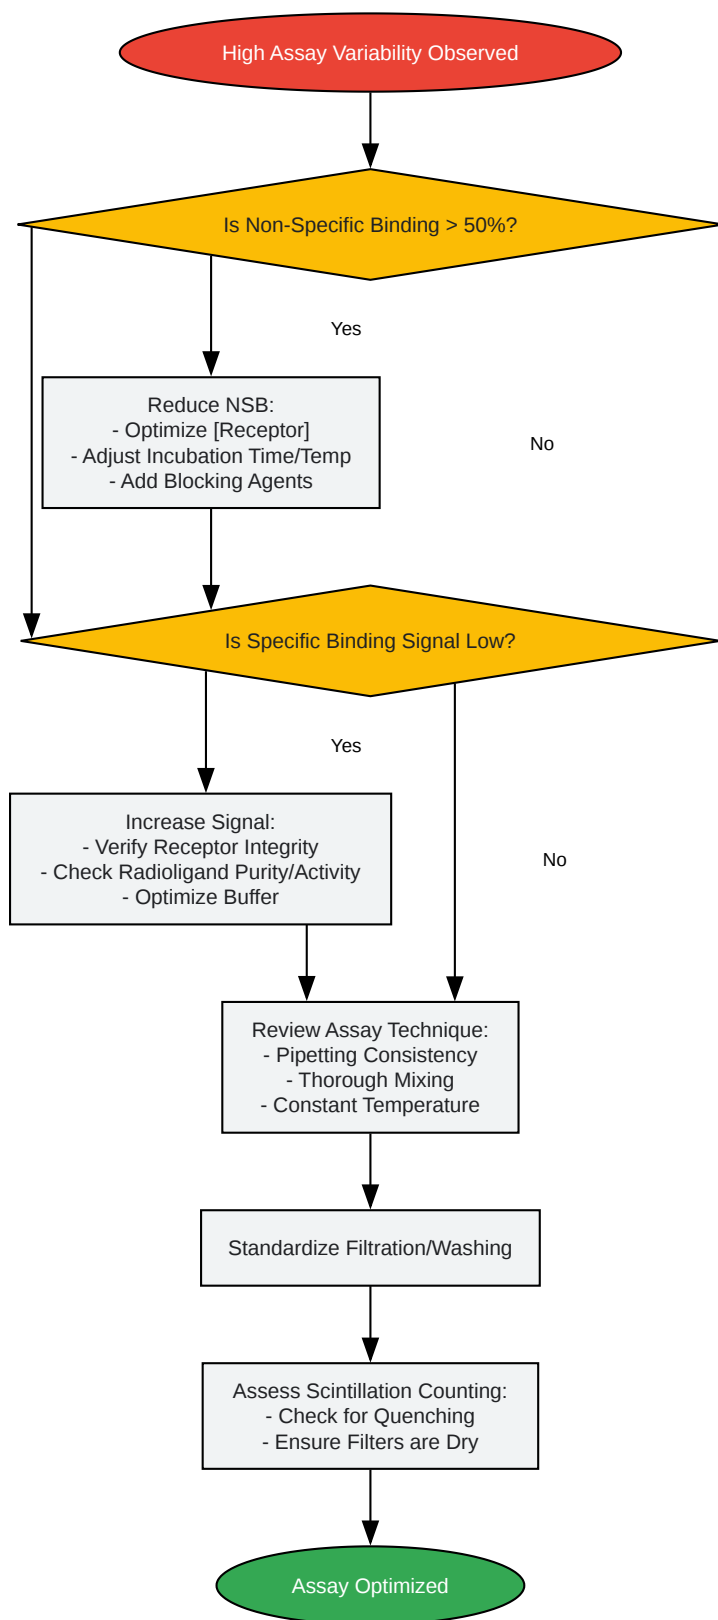 High Assay Variability Observed
Is Non-Specific Binding > 50%?
Yes
Reduce NSB:
- Optimize [Receptor]
- Adjust Incubation Time/Temp
- Add Blocking Agents
No
Is Specific Binding Signal Low?
Yes
Increase Signal:
- Verify Receptor Integrity
- Check Radioligand Purity/Activity
- Optimize Buffer
No
Review Assay Technique:
- Pipetting Consistency
- Thorough Mixing
- Constant Temperature
Standardize Filtration/Washing
Assess Scintillation Counting:
- Check for Quenching
- Ensure Filters are Dry
Assay Optimized